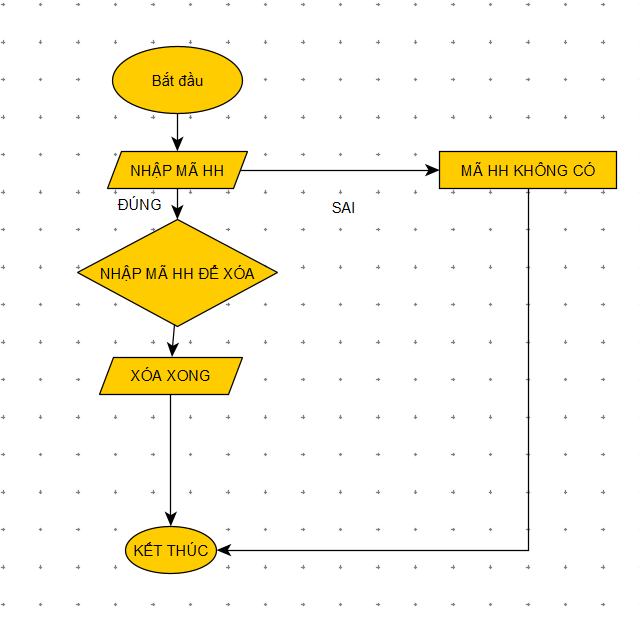 Bắt đầu
NHẬP MÃ HH
MÃ HH KHÔNG CÓ
ĐÚNG
SAI
NHẬP MÃ HH ĐỂ XÓA
XÓA XONG
KẾT THÚC